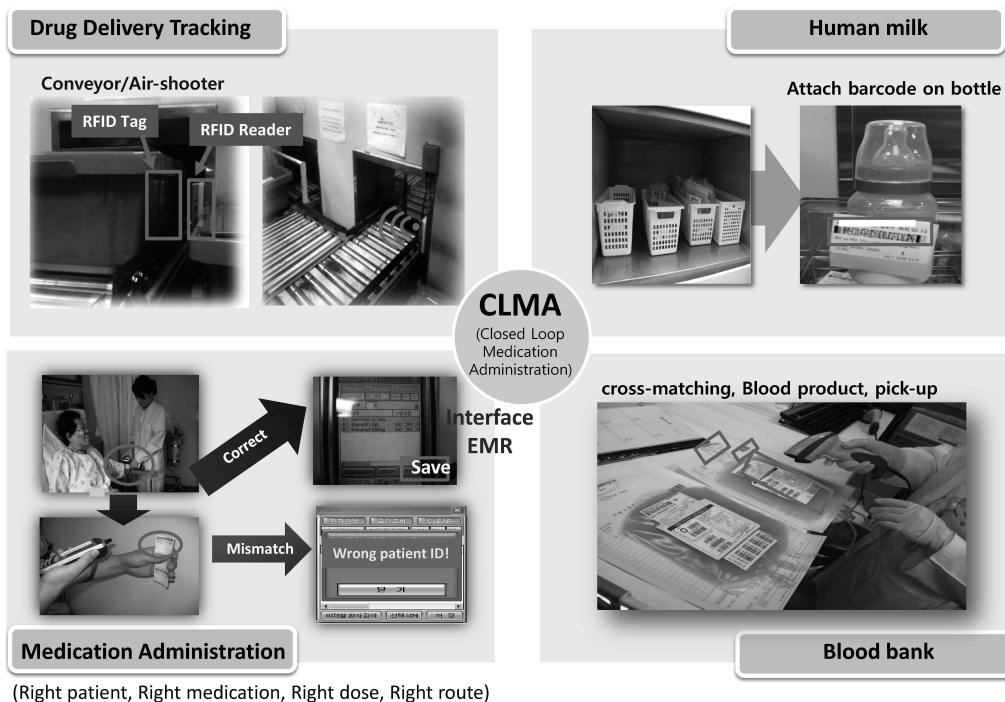 Drug Delivery Tracking
Human milk
Conveyor/Air-shooter
RFID Tag
RFID Reader
Attach barcode on bottle
CLMA
(Closed Loop
Medication
Administration)
Correct
Save
Interface
EMR
Mismatch
Wrong patient ID!
닫 기
cross-matching, Blood product, pick-up
Medication Administration
Blood bank
(Right patient, Right medication, Right dose, Right route)